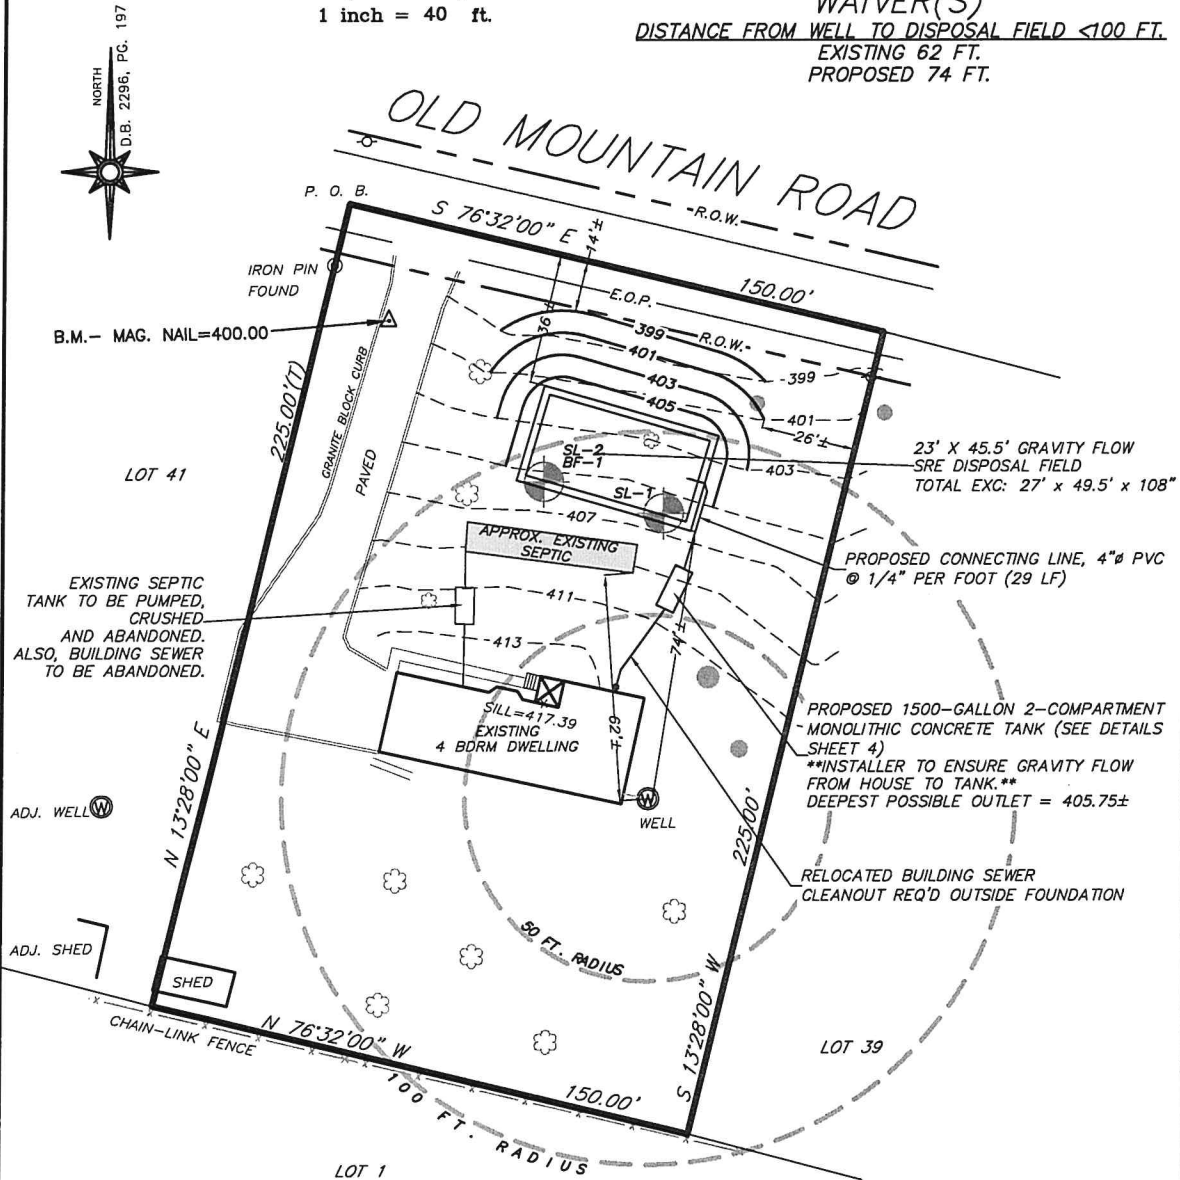 1 inch = 40 ft.
WAIVER(S)
DISTANCE FROM WELL TO DISPOSAL FIELD <100 FT.
EXISTING 62 FT.
PROPOSED 74 FT.
NORTH
D.B. 2296, PG. 197
OLD MOUNTAIN ROAD
R.O.W.
P. O. B.
S 76°32'00" E
14'±
150.00'
IRON PIN
FOUND
E.O.P.
R.O.W.
36'±
B.M.- MAG. NAIL=400.00
399
401
403
405
399
401
26'±
403
225.00'(T)
GRANITE BLOCK CURB
PAVED
LOT 41
23' X 45.5' GRAVITY FLOW
SRE DISPOSAL FIELD
TOTAL EXC: 27' x 49.5' x 108"
SL-2
BF-1
SL-1
407
APPROX. EXISTING
SEPTIC
PROPOSED CONNECTING LINE, 4"ø PVC
@ 1/4" PER FOOT (29 LF)
EXISTING SEPTIC
TANK TO BE PUMPED,
CRUSHED
AND ABANDONED.
ALSO, BUILDING SEWER
TO BE ABANDONED.
411
413
74'±
62'±
SILL=417.39
EXISTING
4 BDRM DWELLING
PROPOSED 1500-GALLON 2-COMPARTMENT
MONOLITHIC CONCRETE TANK (SEE DETAILS
SHEET 4)
**INSTALLER TO ENSURE GRAVITY FLOW
FROM HOUSE TO TANK.**
DEEPEST POSSIBLE OUTLET = 405.75±
N 13°28'00" E
ADJ. WELL W
W
WELL
225.00'
RELOCATED BUILDING SEWER
CLEANOUT REQ'D OUTSIDE FOUNDATION
50 FT. RADIUS
ADJ. SHED
SHED
CHAIN-LINK FENCE
N 76°32'00" W
150.00'
S 13°28'00" W
LOT 39
100 FT. RADIUS
LOT 1